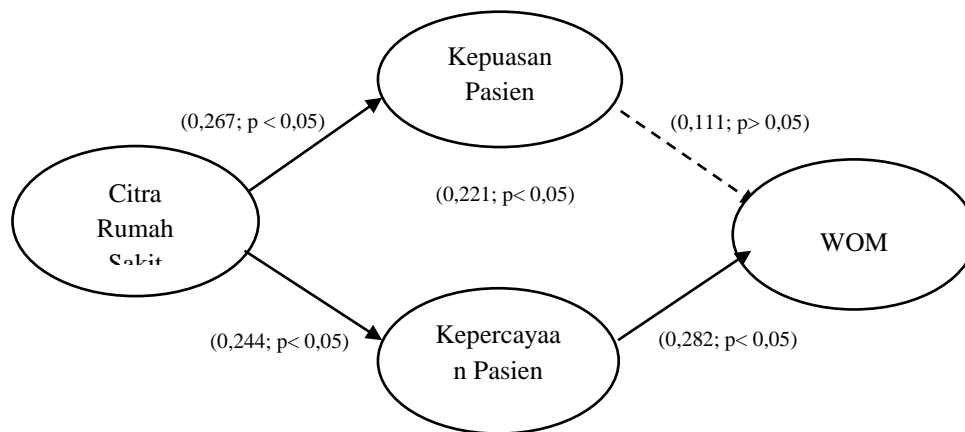 Kepuasan
Pasien
(0,267; p < 0,05)
(0,111; p> 0,05)
Citra
Rumah
Sakit
(0,221; p< 0,05)
WOM
(0,244; p< 0,05)
Kepercayaa
n Pasien
(0,282; p< 0,05)